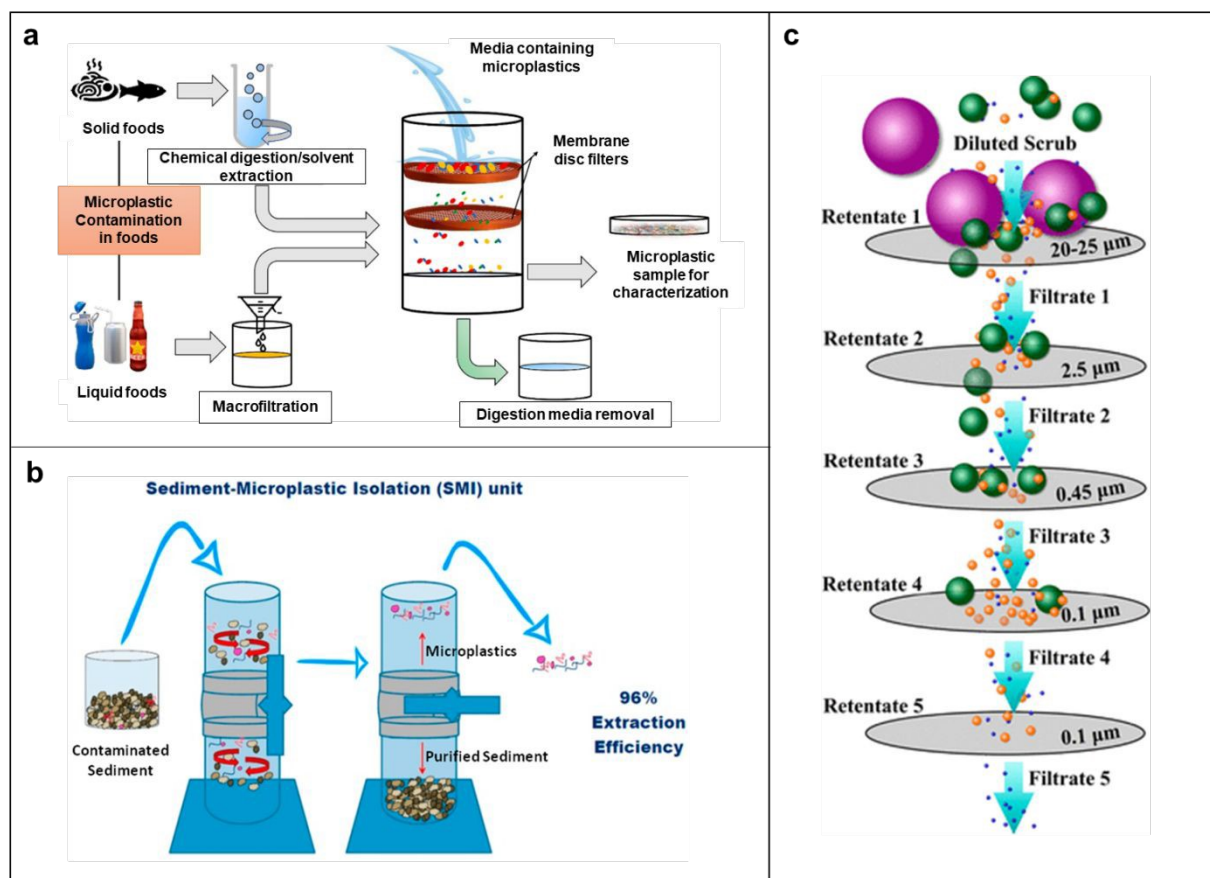 a
Solid foods
Chemical digestion/solvent
extraction
Microplastic
Contamination
in foods
Liquid foods
Macrofiltration
Media containing
microplastics
Membrane
disc filters
Microplastic
sample for
characterization
Digestion media removal
b
Sediment-Microplastic Isolation (SMI) unit
Contaminated
Sediment
Microplastics
Purified Sediment
96%
Extraction
Efficiency
c
Diluted Scrub
Retentate 1
20-25 µm
Filtrate 1
Retentate 2
2.5 µm
Filtrate 2
Retentate 3
0.45 µm
Filtrate 3
Retentate 4
0.1 µm
Filtrate 4
Retentate 5
0.1 µm
Filtrate 5